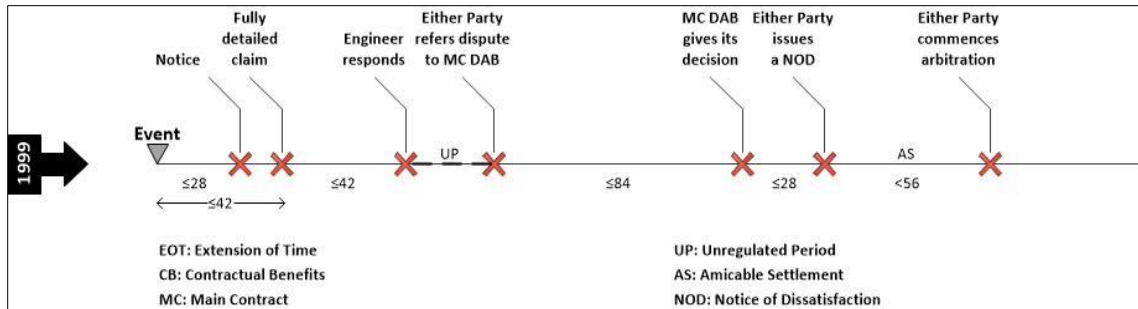 Notice
Fully
detailed
claim
Engineer
responds
Either Party
refers dispute
to MC DAB
MC DAB
gives its
decision
Either Party
issues
a NOD
Either Party
commences
arbitration
1999
Event
UP
AS
≤28
≤42
≤84
≤28
<56
≤42
EOT: Extension of Time
CB: Contractual Benefits
MC: Main Contract
UP: Unregulated Period
AS: Amicable Settlement
NOD: Notice of Dissatisfaction